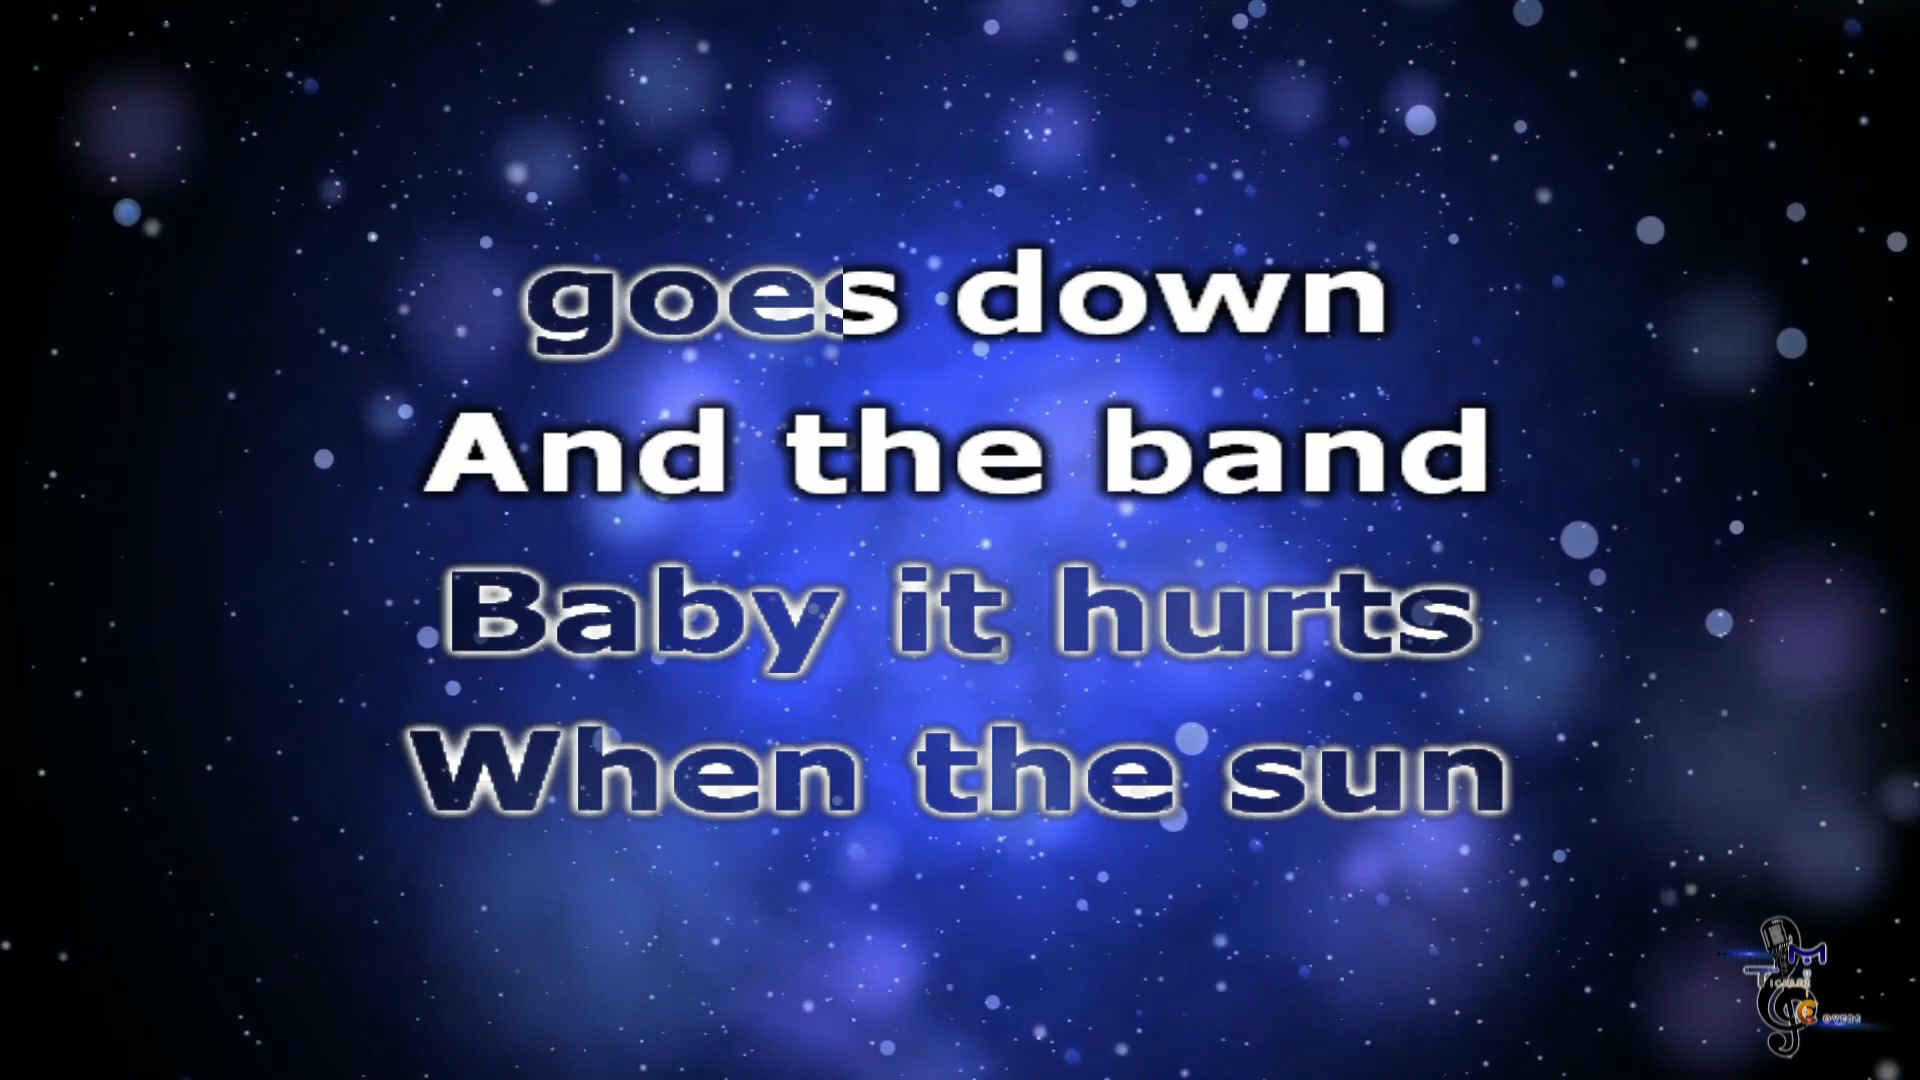 goes down
And the band
Baby it hurts
When the sun